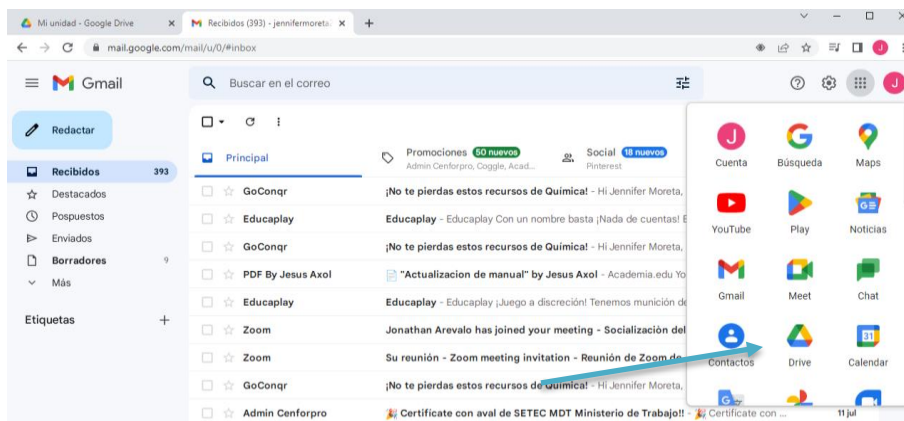 Mi unidad - Google Drive
Recibidos (393) - jennifermoreta.
mail.google.com/mail/u/0/#inbox
J
Gmail
Buscar en el correo
J
Redactar
Recibidos 393
Destacados
Pospuestos
Enviados
Borradores 9
Más
Etiquetas
Principal
Promociones 50 nuevos
Admin Cenforpro, Coggle, Acad...
Social 18 nuevos
Pinterest
GoConqr ¡No te pierdas estos recursos de Química! - Hi Jennifer Moreta,
Educaplay Educaplay - Educaplay Con un nombre basta ¡Nada de cuentas! E
GoConqr ¡No te pierdas estos recursos de Química! - Hi Jennifer Moreta,
PDF By Jesus Axol "Actualizacion de manual" by Jesus Axol - Academia.edu Yo
Educaplay Educaplay - Educaplay ¡Juego a discreción! Tenemos munición de
Zoom Jonathan Arevalo has joined your meeting - Socialización del
Zoom Su reunión - Zoom meeting invitation - Reunión de Zoom de
GoConqr ¡No te pierdas estos recursos de Química! - Hi Jennifer Moreta,
Admin Cenforpro Certificate con aval de SETEC MDT Ministerio de Trabajo!! - Certificate con ... 11 jul
J
Cuenta
Búsqueda
Maps
YouTube
Play
Noticias
Gmail
Meet
Chat
Contactos
Drive
31
Calendar